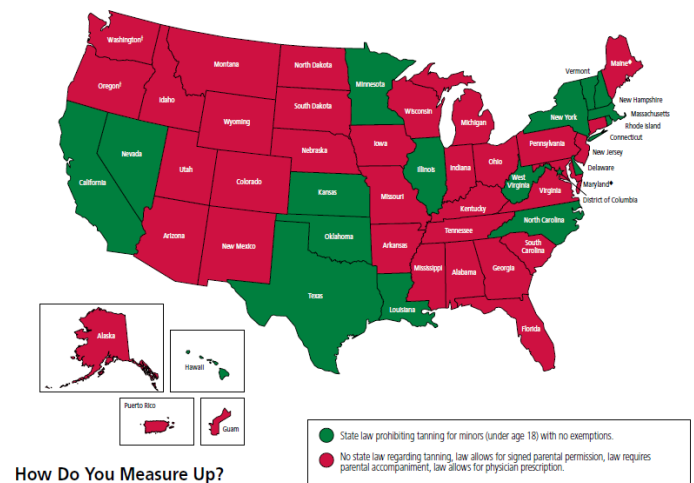 Washington†
Montana
North Dakota
Minnesota
Maine♦
Vermont
Oregon†
Idaho
South Dakota
Wisconsin
New Hampshire
Massachusetts
Wyoming
Michigan
New York
Rhode Island
Connecticut
Nebraska
Iowa
Pennsylvania
New Jersey
Nevada
Utah
Colorado
Illinois
Indiana
Ohio
Delaware
California
Kansas
Missouri
West
Virginia
Virginia
Maryland♦
District of Columbia
Kentucky
Arizona
New Mexico
Oklahoma
Arkansas
Tennessee
North Carolina
South
Carolina
Texas
Louisiana
Mississippi
Alabama
Georgia
Florida
Alaska
Hawaii
Puerto Rico
Guam
State law prohibiting tanning for minors (under age 18) with no exemptions.
No state law regarding tanning, law allows for signed parental permission, law requires
parental accompaniment, law allows for physician prescription.
How Do You Measure Up?